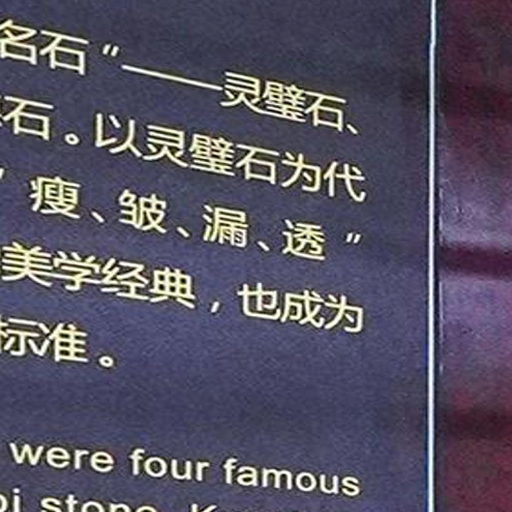 名石”——灵璧石、
石。以灵璧石为代
”瘦、皱、漏、透”
美学经典，也成为
标准。
were four famous
stone,